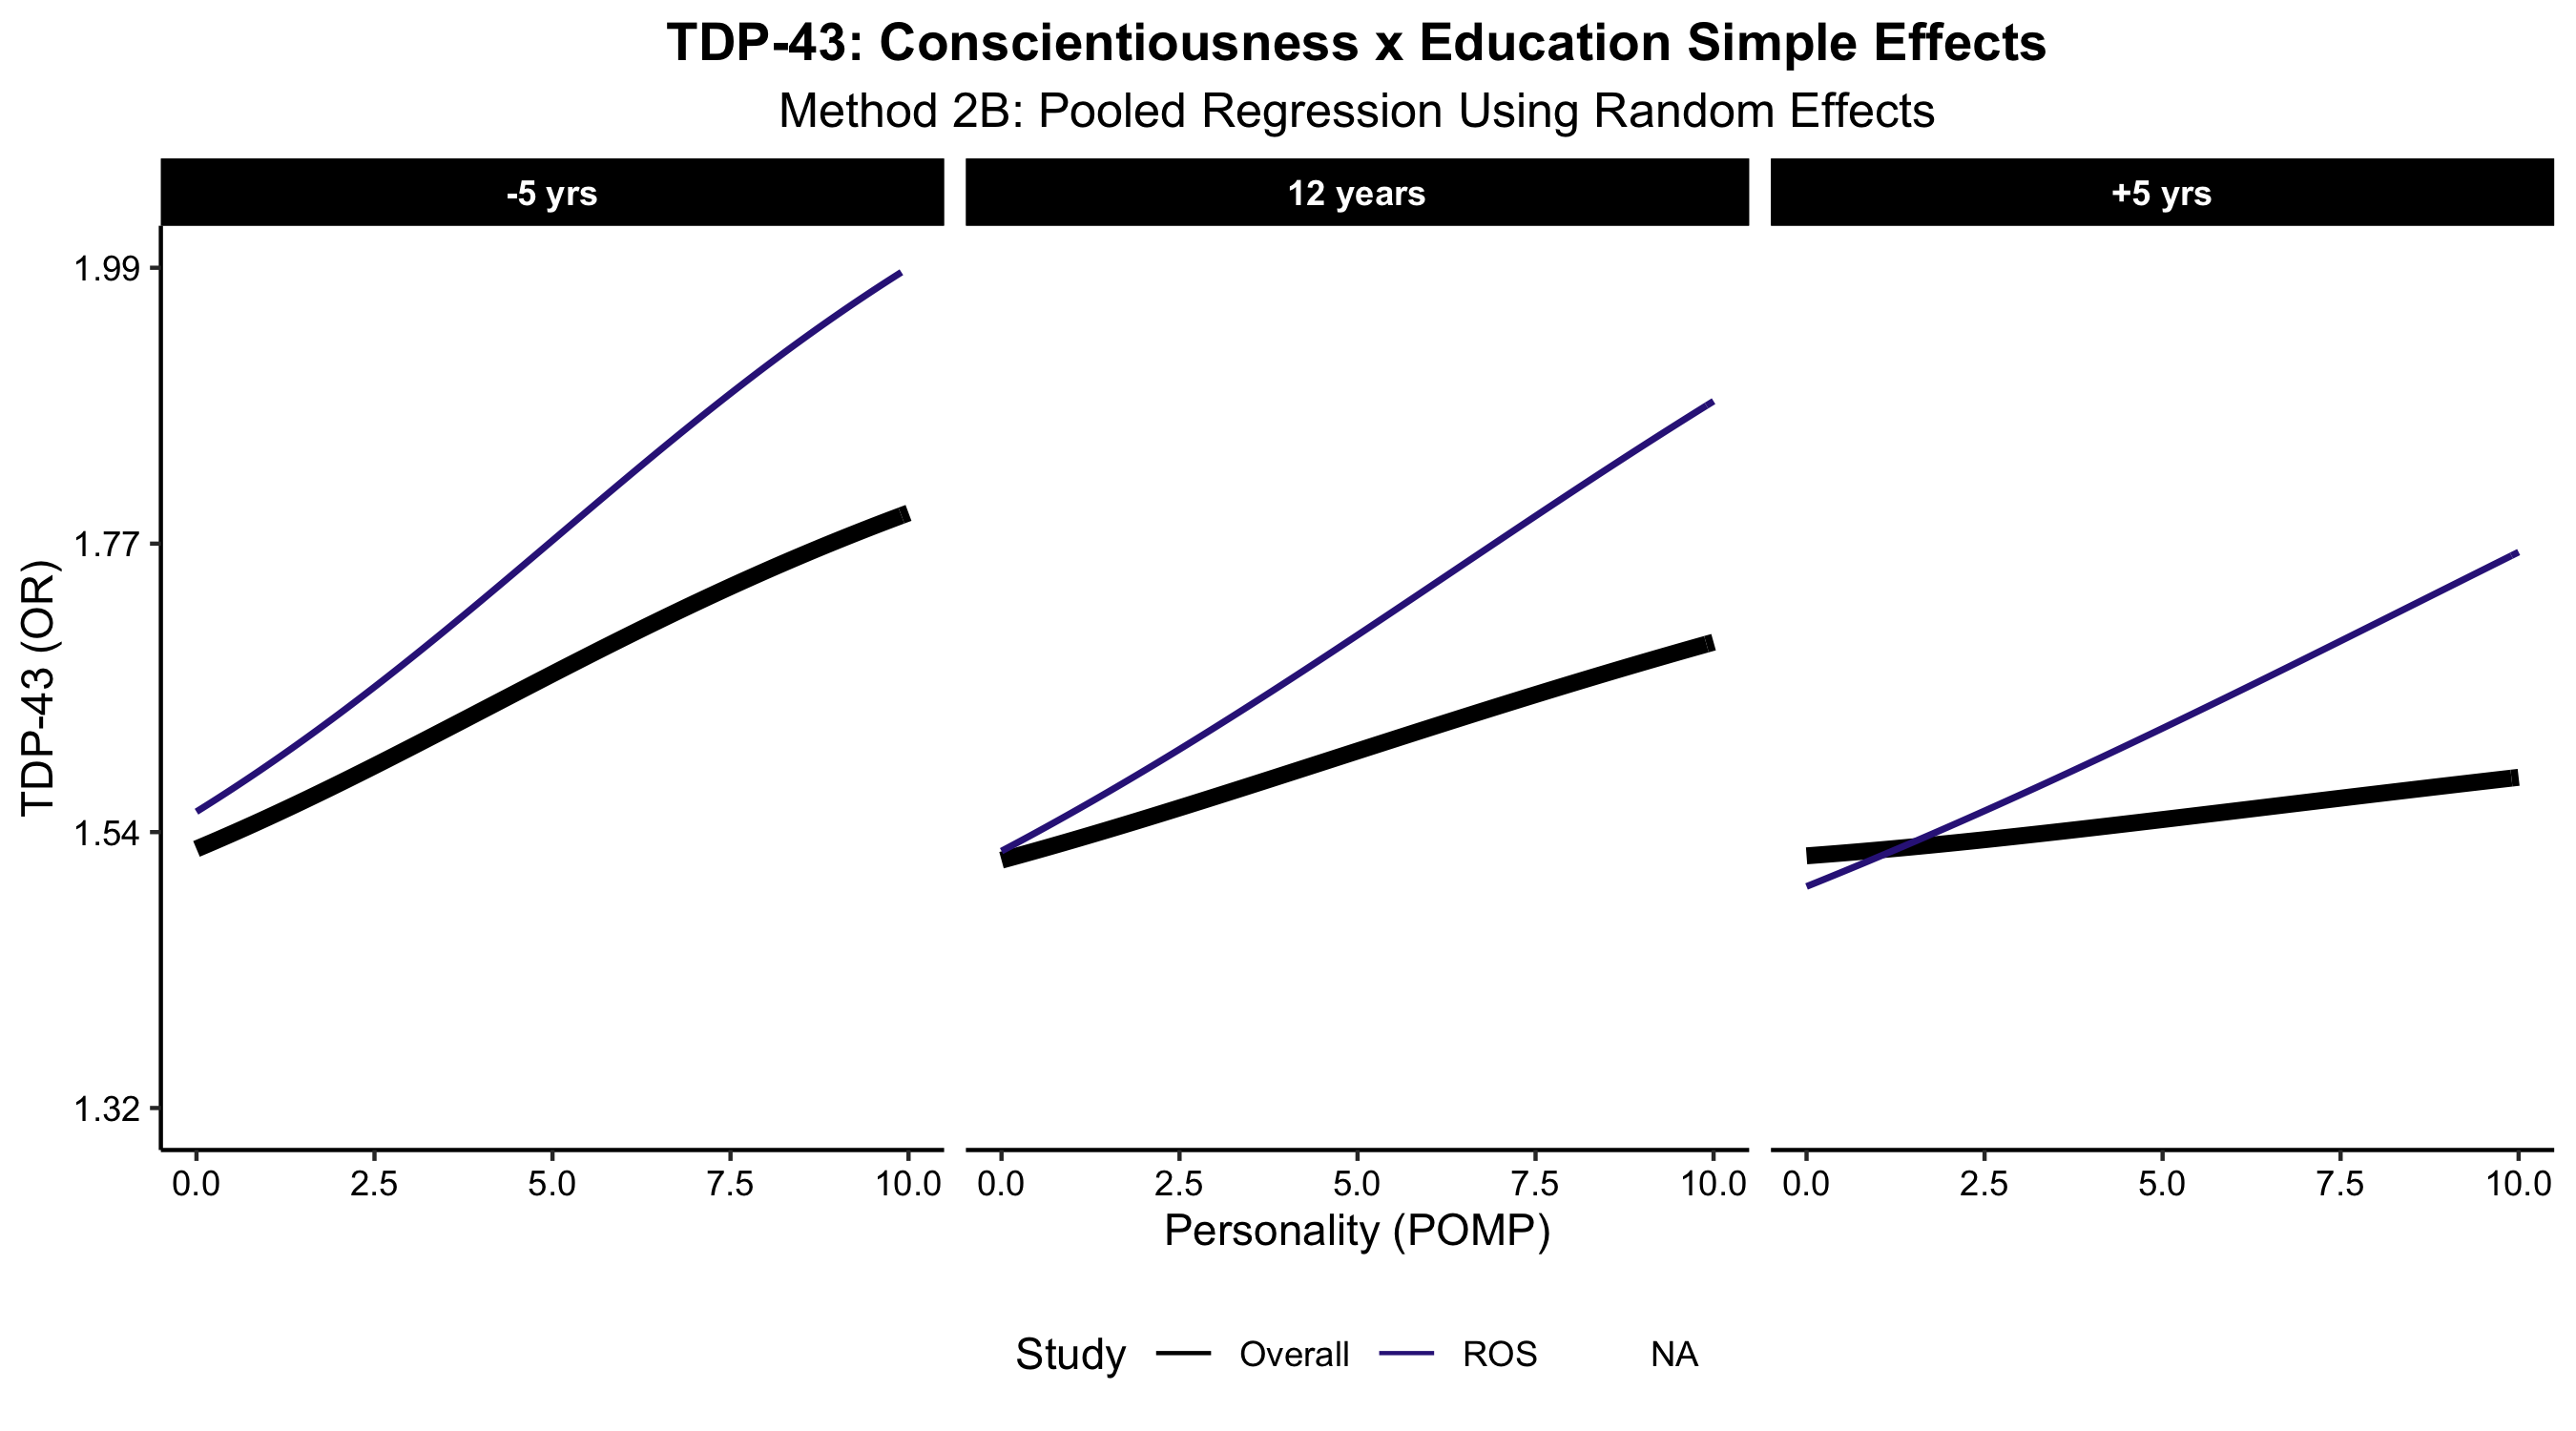 TDP-43: Conscientiousness x Education Simple Effects
Method 2B: Pooled Regression Using Random Effects
-5 yrs
12 years
+5 yrs
TDP-43 (OR)
1.99
1.77
1.54
1.32
0.0 2.5 5.0 7.5 10.0
0.0 2.5 5.0 7.5 10.0
0.0 2.5 5.0 7.5 10.0
Personality (POMP)
Study Overall ROS NA